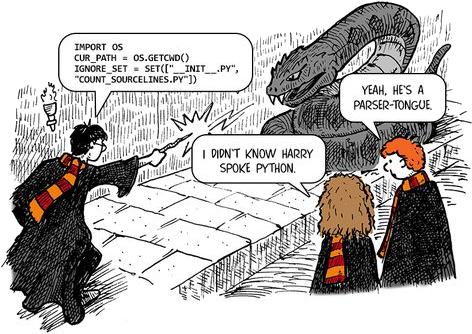 IMPORT OS
CUR_PATH = OS.GETCWD()
IGNORE_SET = SET(["__INIT__.PY",
"COUNT_SOURCELINES.PY"])
YEAH, HE'S A
PARSER-TONGUE.
I DIDN'T KNOW HARRY
SPOKE PYTHON.